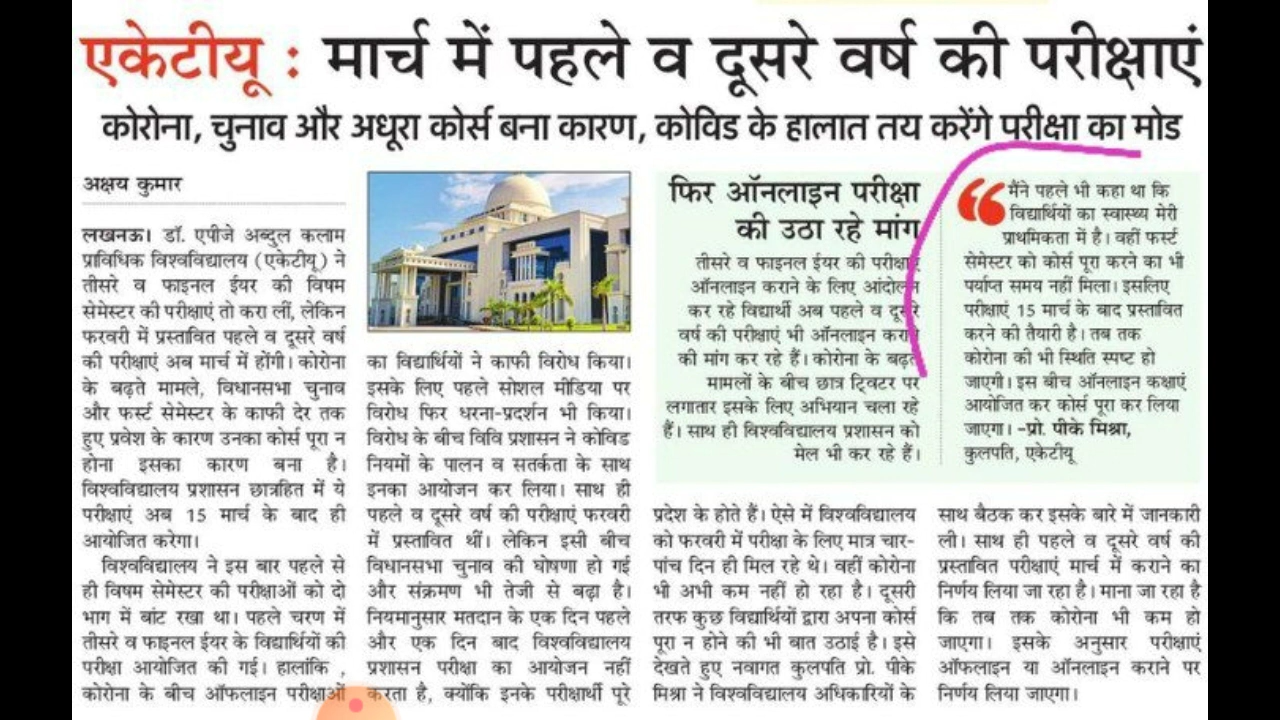 एकेटीयू : मार्च में पहले व दूसरे वर्ष की परीक्षाएं
कोरोना, चुनाव और अधूरा कोर्स बना कारण, कोविड के हालात तय करेंगे परीक्षा का मोड
अक्षय कुमार
लखनऊ। डॉ. एपीजे अब्दुल कलाम
प्राविधिक विश्वविद्यालय (एकेटीयू) ने
तीसरे व फाइनल ईयर की विषम
सेमेस्टर की परीक्षाएं तो करा लीं, लेकिन
फरवरी में प्रस्तावित पहले व दूसरे वर्ष
की परीक्षाएं अब मार्च में होंगी। कोरोना
के बढ़ते मामले, विधानसभा चुनाव
और फर्स्ट सेमेस्टर के काफी देर तक
हुए प्रवेश के कारण उनका कोर्स पूरा न
होना इसका कारण बना है।
विश्वविद्यालय प्रशासन छात्रहित में ये
परीक्षाएं अब 15 मार्च के बाद ही
आयोजित करेगा।
विश्वविद्यालय ने इस बार पहले से
ही विषम सेमेस्टर की परीक्षाओं को दो
भाग में बांट रखा था। पहले चरण में
तीसरे व फाइनल ईयर के विद्यार्थियों की
परीक्षा आयोजित की गई। हालांकि ,
कोरोना के बीच ऑफलाइन परीक्षाओं
का विद्यार्थियों ने काफी विरोध किया।
इसके लिए पहले सोशल मीडिया पर
विरोध फिर धरना-प्रदर्शन भी किया।
विरोध के बीच विवि प्रशासन ने कोविड
नियमों के पालन व सतर्कता के साथ
इनका आयोजन कर लिया। साथ ही
पहले व दूसरे वर्ष की परीक्षाएं फरवरी
में प्रस्तावित थीं। लेकिन इसी बीच
विधानसभा चुनाव की घोषणा हो गई
और संक्रमण भी तेजी से बढ़ा है।
नियमानुसार मतदान के एक दिन पहले
और एक दिन बाद विश्वविद्यालय
प्रशासन परीक्षा का आयोजन नहीं
करता है, क्योंकि इनके परीक्षार्थी पूरे
फिर ऑनलाइन परीक्षा
की उठा रहे मांग
तीसरे व फाइनल ईयर की परीक्षाएं
ऑनलाइन कराने के लिए आंदोलन
कर रहे विद्यार्थी अब पहले व दूसरे
वर्ष की परीक्षाएं भी ऑनलाइन कराने
की मांग कर रहे हैं। कोरोना के बढ़ते
मामलों के बीच छात्र ट्विटर पर
लगातार इसके लिए अभियान चला रहे
हैं। साथ ही विश्वविद्यालय प्रशासन को
मेल भी कर रहे हैं।
मैंने पहले भी कहा था कि
विद्यार्थियों का स्वास्थ्य मेरी
प्राथमिकता में है। वहीं फर्स्ट
सेमेस्टर को कोर्स पूरा करने का भी
पर्याप्त समय नहीं मिला। इसलिए
परीक्षाएं 15 मार्च के बाद प्रस्तावित
करने की तैयारी है। तब तक
कोरोना की भी स्थिति स्पष्ट हो
जाएगी। इस बीच ऑनलाइन कक्षाएं
आयोजित कर कोर्स पूरा कर लिया
जाएगा। -प्रो. पीके मिश्रा,
कुलपति, एकेटीयू
प्रदेश के होते हैं। ऐसे में विश्वविद्यालय
को फरवरी में परीक्षा के लिए मात्र चार-
पांच दिन ही मिल रहे थे। वहीं कोरोना
भी अभी कम नहीं हो रहा है। दूसरी
तरफ कुछ विद्यार्थियों द्वारा अपना कोर्स
पूरा न होने की भी बात उठाई है। इसे
देखते हुए नवागत कुलपति प्रो. पीके
मिश्रा ने विश्वविद्यालय अधिकारियों के
साथ बैठक कर इसके बारे में जानकारी
ली। साथ ही पहले व दूसरे वर्ष की
प्रस्तावित परीक्षाएं मार्च में कराने का
निर्णय लिया जा रहा है। माना जा रहा है
कि तब तक कोरोना भी कम हो
जाएगा। इसके अनुसार परीक्षाएं
ऑफलाइन या ऑनलाइन कराने पर
निर्णय लिया जाएगा।